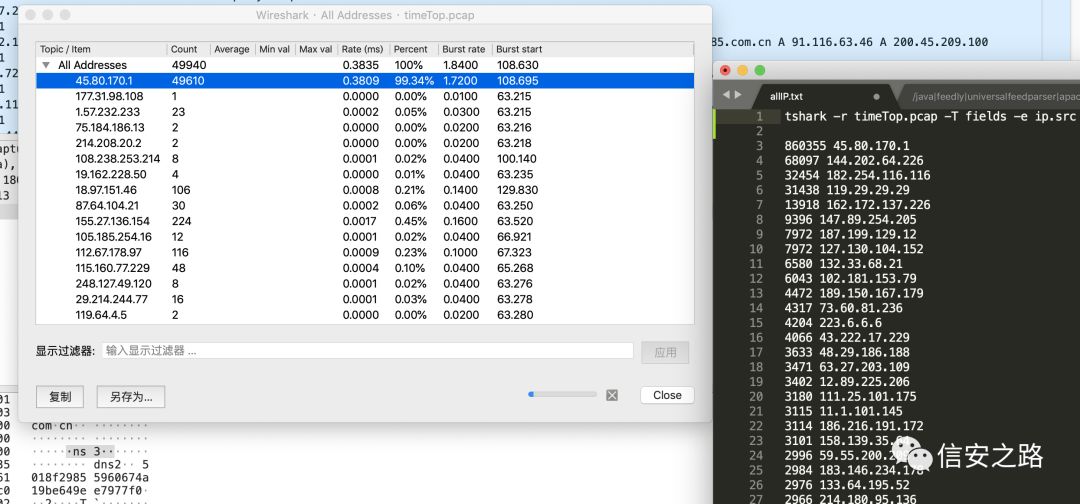 Wireshark · All Addresses · timeTop.pcap
Topic / Item Count Average Min val Max val Rate (ms) Percent Burst rate Burst start
All Addresses 49940 0.3835 100% 1.8400 108.630
45.80.170.1 49610 0.3809 99.34% 1.7200 108.695
177.31.98.108 1 0.0000 0.00% 0.0100 63.215
1.57.232.233 23 0.0002 0.05% 0.0300 63.215
75.184.186.13 2 0.0000 0.00% 0.0200 63.216
214.208.20.2 2 0.0000 0.00% 0.0200 63.218
108.238.253.214 8 0.0001 0.02% 0.0400 100.140
19.162.228.50 4 0.0000 0.01% 0.0400 63.235
18.97.151.46 106 0.0008 0.21% 0.1400 129.830
87.64.104.21 30 0.0002 0.06% 0.0400 63.250
155.27.136.154 224 0.0017 0.45% 0.1600 63.520
105.185.254.16 12 0.0001 0.02% 0.0400 66.921
112.67.178.97 116 0.0009 0.23% 0.1000 67.323
115.160.77.229 48 0.0004 0.10% 0.0400 65.268
248.127.49.120 8 0.0001 0.02% 0.0400 63.276
29.214.244.77 16 0.0001 0.03% 0.0400 63.278
119.64.4.5 2 0.0000 0.00% 0.0200 63.280
显示过滤器: 输入显示过滤器 ... 应用
复制 另存为... Close
85.com.cn A 91.116.63.46 A 200.45.209.100
allIP.txt /java|feedly|universalfeedparser|apac
1 tshark -r timeTop.pcap -T fields -e ip.src
2
3 860355 45.80.170.1
4 68097 144.202.64.226
5 32454 182.254.116.116
6 31438 119.29.29.29
7 13918 162.172.137.226
8 9396 147.89.254.205
9 7972 187.199.129.12
10 7972 127.130.104.152
11 6580 132.33.68.21
12 6043 102.181.153.79
13 4472 189.150.167.179
14 4317 73.60.81.236
15 4204 223.6.6.6
16 4066 43.222.17.229
17 3633 48.29.186.188
18 3471 63.27.203.109
19 3402 12.89.225.206
20 3180 111.25.101.175
21 3115 11.1.101.145
22 3114 186.216.191.172
23 3101 158.139.35.64
24 2996 59.55.200.209
25 2984 183.146.234.178
26 2976 133.64.195.52
27 2966 214.180.95.136
信安之路
com cn
ns 3
dns2 5
018f2985 5960674a
19be649e e7977f0